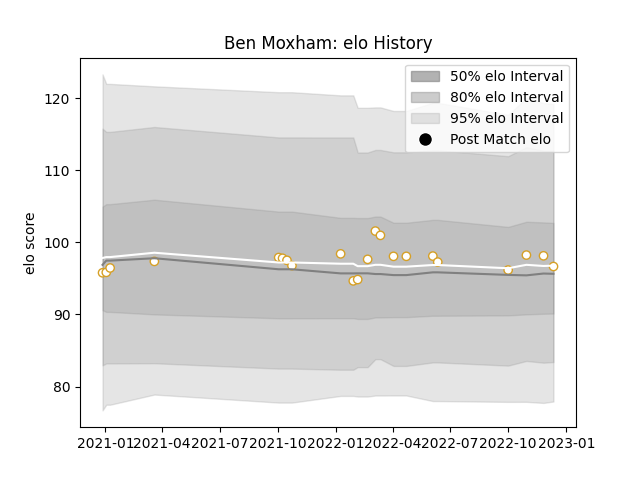 Ben Moxham: elo History
50% elo Interval
80% elo Interval
95% elo Interval
Post Match elo
elo score
120
110
100
90
80
2021-01 2021-04 2021-07 2021-10 2022-01 2022-04 2022-07 2022-10 2023-01